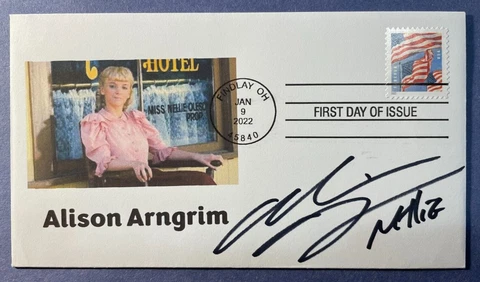 HOTEL
MISS NELLIE OLESON
PROP.
FINDLAY OH
JAN
9
2022
45840
FIRST DAY OF ISSUE
Alison Arngrim
Nellie